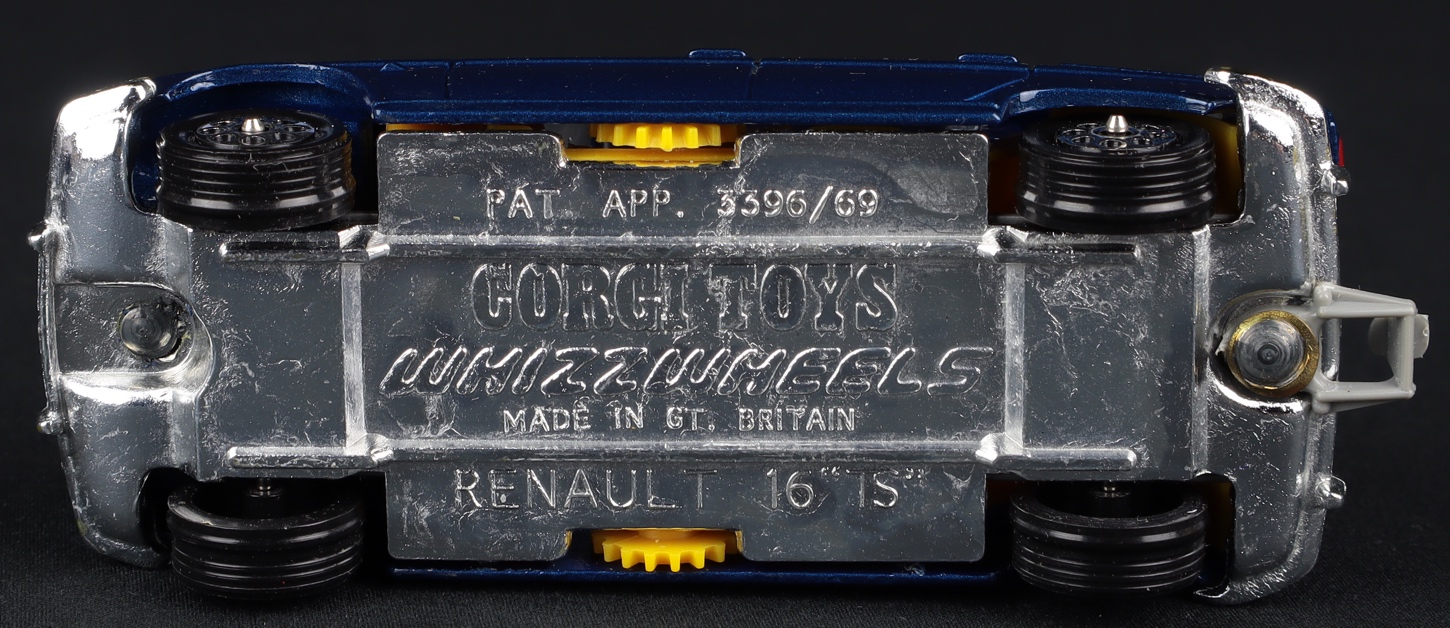 PAT APP. 3396/69
CORGI TOYS
WHIZZWHEELS
MADE IN GT. BRITAIN
RENAULT 16 "TS"